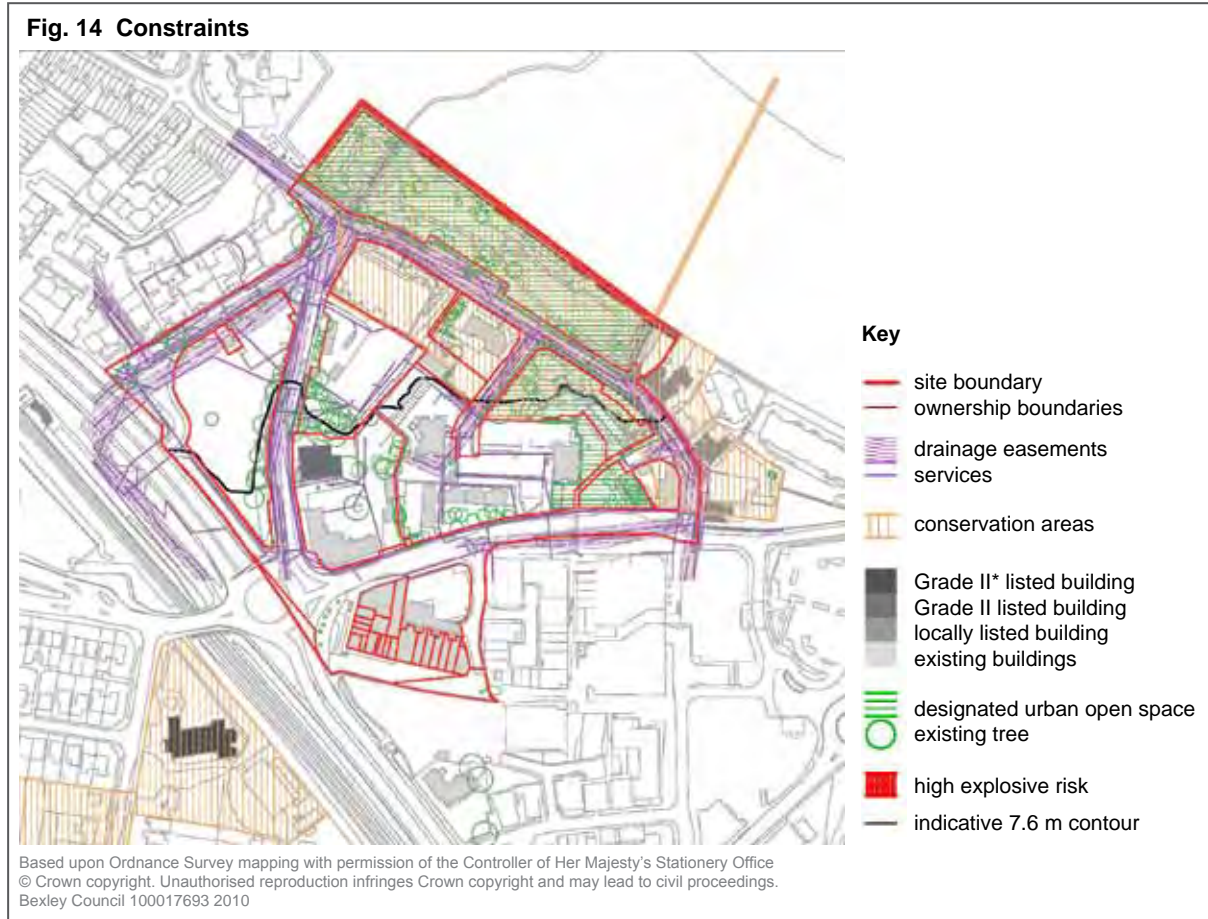 Fig. 14 Constraints
Key
site boundary
ownership boundaries
drainage easements
services
conservation areas
Grade II* listed building
Grade II listed building
locally listed building
existing buildings
designated urban open space
existing tree
high explosive risk
indicative 7.6 m contour
Based upon Ordnance Survey mapping with permission of the Controller of Her Majesty's Stationery Office
© Crown copyright. Unauthorised reproduction infringes Crown copyright and may lead to civil proceedings.
Bexley Council 100017693 2010